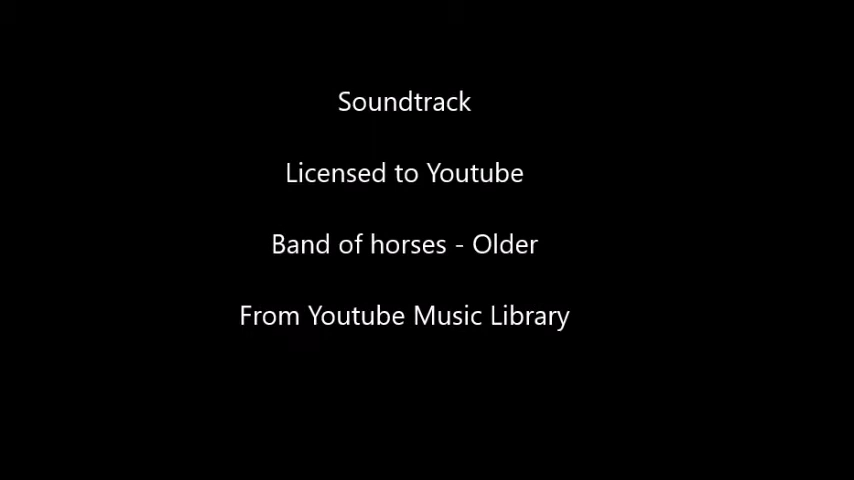 Soundtrack
Licensed to Youtube
Band of horses - Older
From Youtube Music Library